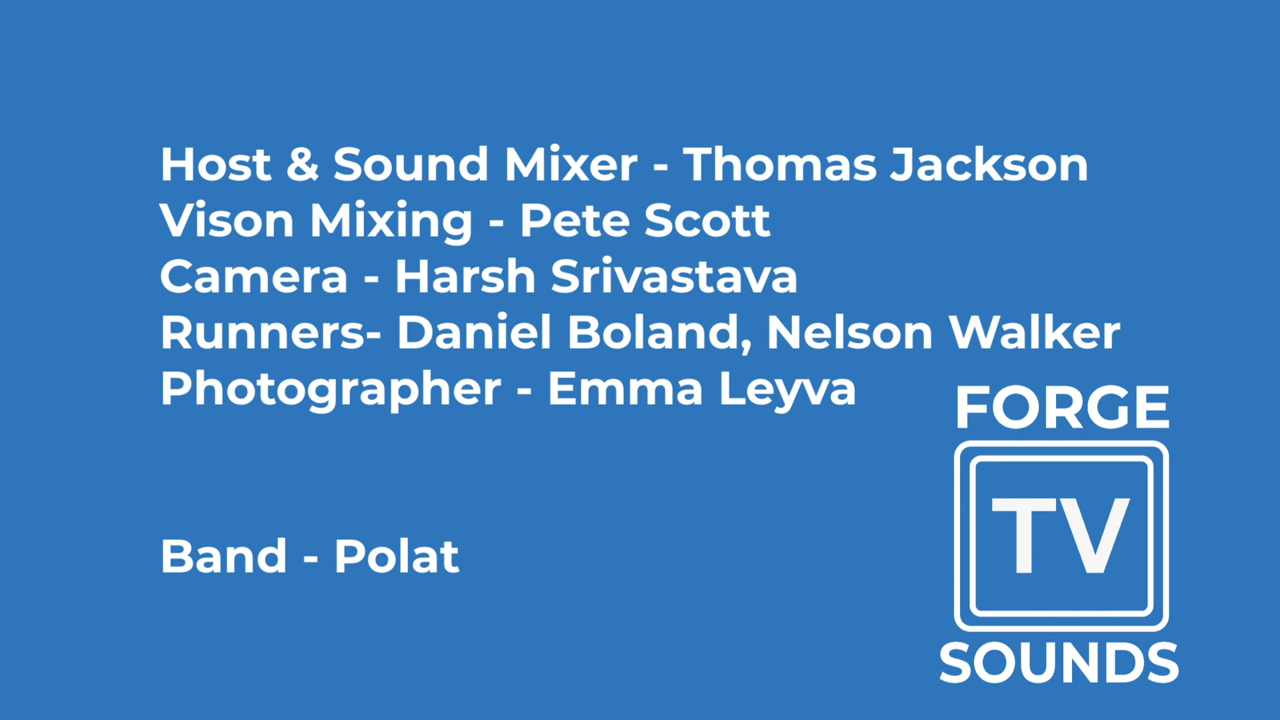 Host & Sound Mixer - Thomas Jackson
Vison Mixing - Pete Scott
Camera - Harsh Srivastava
Runners- Daniel Boland, Nelson Walker
Photographer - Emma Leyva
Band - Polat
FORGE
TV
SOUNDS